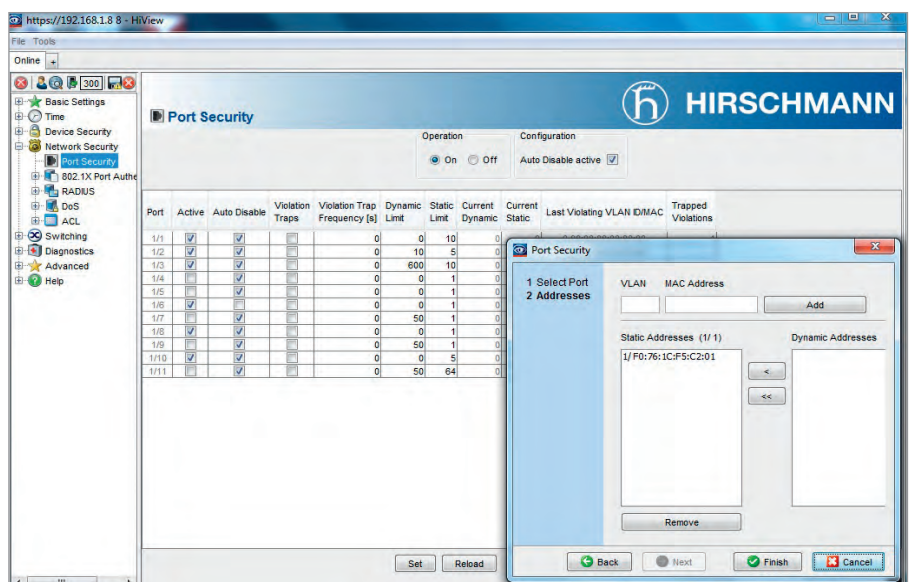 https://192.168.1.8 8 - HiView
File Tools
Online +
300
Basic Settings
Time
Device Security
Network Security
Port Security
802.1X Port Authe
RADIUS
DoS
ACL
Switching
Diagnostics
Advanced
Help
Port Security
HIRSCHMANN
Operation
On Off
Configuration
Auto Disable active
Port Active Auto Disable Violation Traps Violation Trap Frequency [s] Dynamic Limit Static Limit Current Dynamic Current Static Last Violating VLAN ID/MAC Trapped Violations
1/1 0 0 10 0
1/2 0 10 5 0
1/3 0 600 10 0
1/4 0 0 1 0
1/5 0 0 1 0
1/6 0 0 1 0
1/7 0 50 1 0
1/8 0 0 1 0
1/9 0 50 1 0
1/10 0 0 5 0
1/11 0 50 64 0
Set Reload
Port Security
1 Select Port
2 Addresses
VLAN MAC Address
Add
Static Addresses (1/1)
Dynamic Addresses
1/ F0:76:1C:F5:C2:01
<
<<
Remove
Back Next Finish Cancel